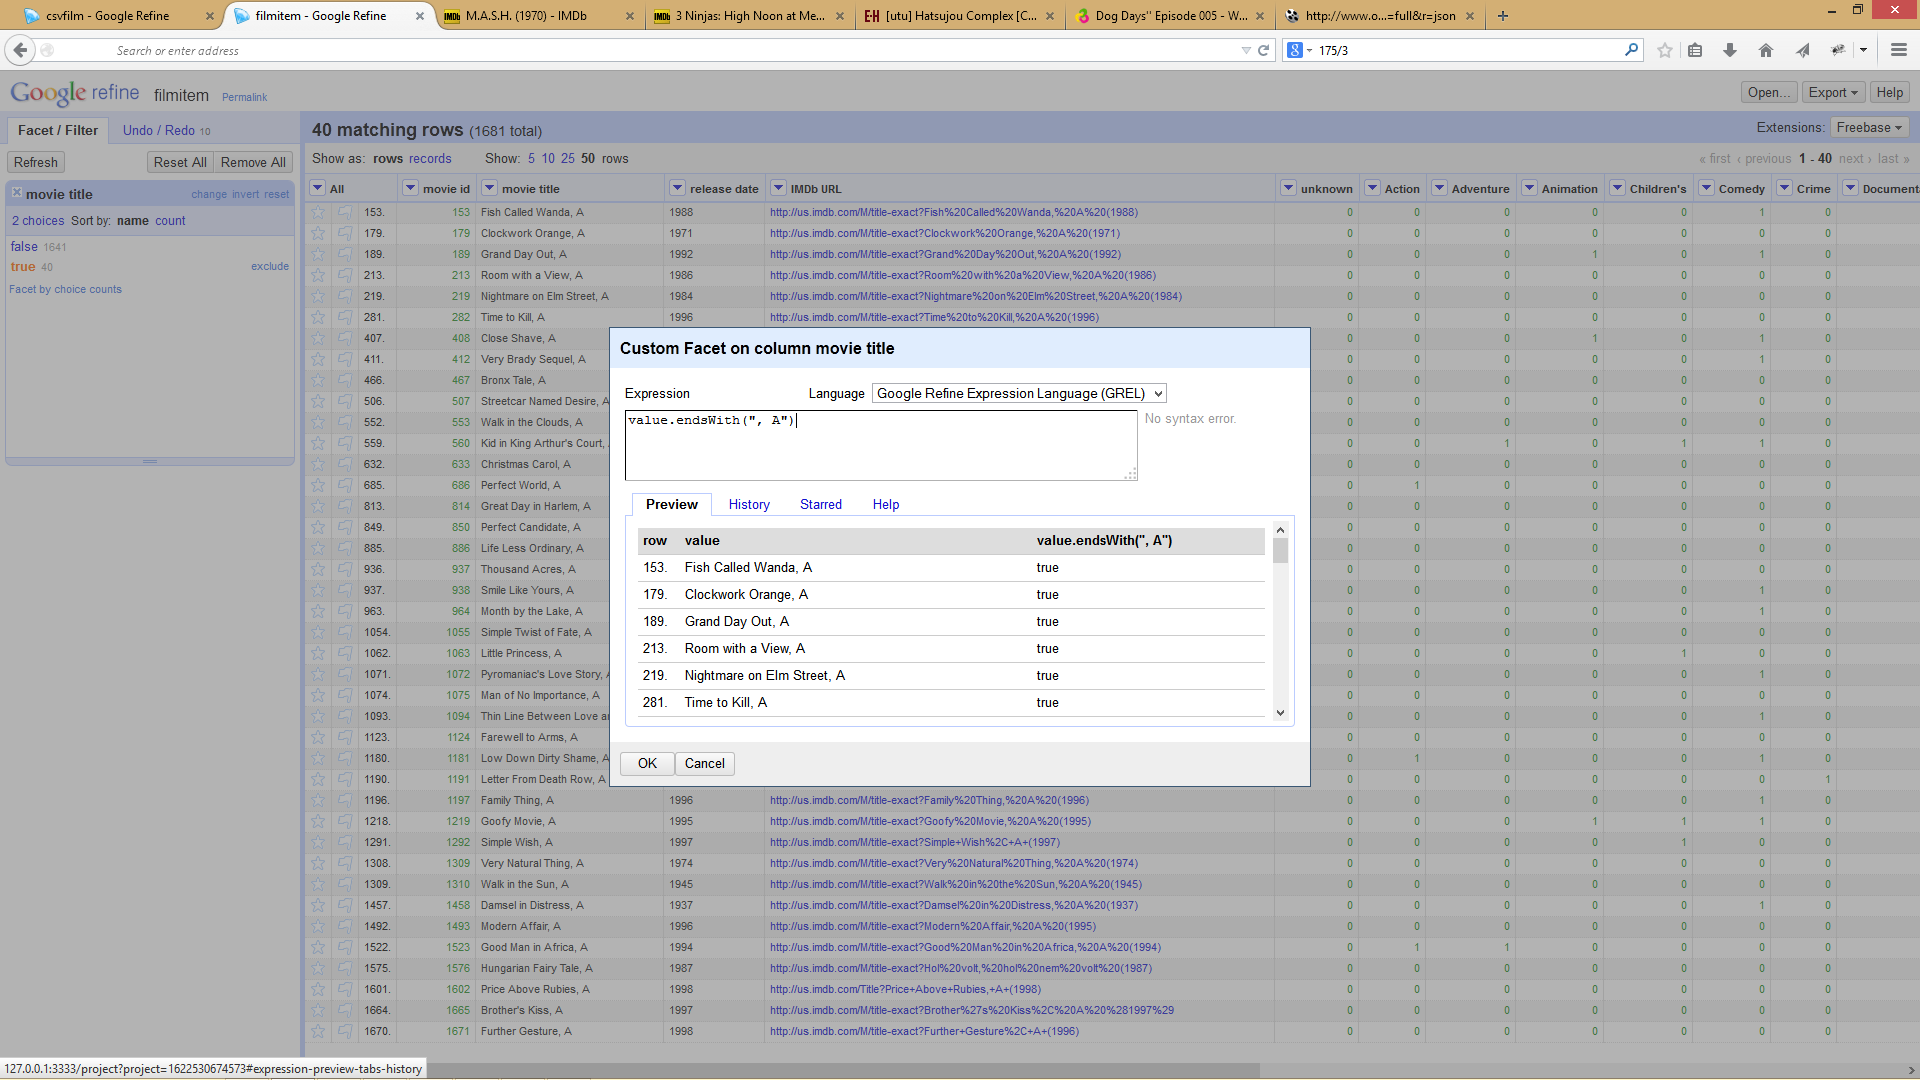 csvfilm - Google Refine
filmitem - Google Refine
M.A.S.H. (1970) - IMDb
3 Ninjas: High Noon at Me...
[utu] Hatsujou Complex [C...
Dog Days'' Episode 005 - W...
http://www.o...=full&r=json
Search or enter address
175/3
Google refine filmitem Permalink
Open... Export Help
Facet / Filter Undo / Redo 10
40 matching rows (1681 total)
Extensions: Freebase
Refresh Reset All Remove All
Show as: rows records Show: 5 10 25 50 rows
« first ‹ previous 1 - 40 next › last »
movie title change invert reset
2 choices Sort by: name count
false 1641
true 40 exclude
Facet by choice counts
All movie id movie title release date IMDb URL unknown Action Adventure Animation Children's Comedy Crime Document
153. 153 Fish Called Wanda, A 1988 http://us.imdb.com/M/title-exact?Fish%20Called%20Wanda,%20A%20(1988) 0 0 0 0 0 1 0
179. 179 Clockwork Orange, A 1971 http://us.imdb.com/M/title-exact?Clockwork%20Orange,%20A%20(1971) 0 0 0 0 0 0 0
189. 189 Grand Day Out, A 1992 http://us.imdb.com/M/title-exact?Grand%20Day%20Out,%20A%20(1992) 0 0 0 1 0 1 0
213. 213 Room with a View, A 1986 http://us.imdb.com/M/title-exact?Room%20with%20a%20View,%20A%20(1986) 0 0 0 0 0 0 0
219. 219 Nightmare on Elm Street, A 1984 http://us.imdb.com/M/title-exact?Nightmare%20on%20Elm%20Street,%20A%20(1984) 0 0 0 0 0 0 0
281. 282 Time to Kill, A 1996 http://us.imdb.com/M/title-exact?Time%20to%20Kill,%20A%20(1996) 0 0 0 0 0 0 0
407. 408 Close Shave, A 0 0 0 1 0 1 0
411. 412 Very Brady Sequel, A 0 0 0 0 0 1 0
466. 467 Bronx Tale, A 0 0 0 0 0 0 0
506. 507 Streetcar Named Desire, A 0 0 0 0 0 0 0
552. 553 Walk in the Clouds, A 0 0 0 0 0 0 0
559. 560 Kid in King Arthur's Court, 0 0 1 0 1 1 0
632. 633 Christmas Carol, A 0 0 0 0 0 0 0
685. 686 Perfect World, A 0 1 0 0 0 0 0
813. 814 Great Day in Harlem, A 0 0 0 0 0 0 0
849. 850 Perfect Candidate, A 0 0 0 0 0 0 0
885. 886 Life Less Ordinary, A 0 0 0 0 0 0 0
936. 937 Thousand Acres, A 0 0 0 0 0 0 0
937. 938 Smile Like Yours, A 0 0 0 0 0 1 0
963. 964 Month by the Lake, A 0 0 0 0 0 1 0
1054. 1055 Simple Twist of Fate, A 0 0 0 0 0 0 0
1062. 1063 Little Princess, A 0 0 0 0 1 0 0
1071. 1072 Pyromaniac's Love Story, 0 0 0 0 0 1 0
1074. 1075 Man of No Importance, A 0 0 0 0 0 0 0
1093. 1094 Thin Line Between Love a 0 0 0 0 0 1 0
1123. 1124 Farewell to Arms, A 0 0 0 0 0 0 0
1180. 1181 Low Down Dirty Shame, A 0 1 0 0 0 1 0
1190. 1191 Letter From Death Row, A 0 0 0 0 0 0 1
1196. 1197 Family Thing, A 1996 http://us.imdb.com/M/title-exact?Family%20Thing,%20A%20(1996) 0 0 0 0 0 1 0
1218. 1219 Goofy Movie, A 1995 http://us.imdb.com/M/title-exact?Goofy%20Movie,%20A%20(1995) 0 0 0 1 1 1 0
1291. 1292 Simple Wish, A 1997 http://us.imdb.com/M/title-exact?Simple+Wish%2C+A+(1997) 0 0 0 0 1 0 0
1308. 1309 Very Natural Thing, A 1974 http://us.imdb.com/M/title-exact?Very%20Natural%20Thing,%20A%20(1974) 0 0 0 0 0 0 0
1309. 1310 Walk in the Sun, A 1945 http://us.imdb.com/M/title-exact?Walk%20in%20the%20Sun,%20A%20(1945) 0 0 0 0 0 0 0
1457. 1458 Damsel in Distress, A 1937 http://us.imdb.com/M/title-exact?Damsel%20in%20Distress,%20A%20(1937) 0 0 0 0 0 1 0
1492. 1493 Modern Affair, A 1995 http://us.imdb.com/M/title-exact?Modern%20Affair,%20A%20(1995) 0 0 0 0 0 0 0
1522. 1523 Good Man in Africa, A 1994 http://us.imdb.com/M/title-exact?Good%20Man%20in%20Africa,%20A%20(1994) 0 1 1 0 0 0 0
1575. 1576 Hungarian Fairy Tale, A 1987 http://us.imdb.com/M/title-exact?Hol%20volt,%20hol%20nem%20volt%20(1987) 0 0 0 0 0 0 0
1601. 1602 Price Above Rubies, A 1998 http://us.imdb.com/Title?Price+Above+Rubies,+A+(1998) 0 0 0 0 0 0 0
1664. 1665 Brother's Kiss, A 1997 http://us.imdb.com/M/title-exact?Brother%27s%20Kiss%2C%20A%20%281997%29 0 0 0 0 0 0 0
1670. 1671 Further Gesture, A 1998 http://us.imdb.com/M/title-exact?Further+Gesture%2C+A+(1996) 0 0 0 0 0 0 0
Custom Facet on column movie title
Expression Language Google Refine Expression Language (GREL)
value.endsWith(", A")
No syntax error.
Preview History Starred Help
row value value.endsWith(", A")
153. Fish Called Wanda, A true
179. Clockwork Orange, A true
189. Grand Day Out, A true
213. Room with a View, A true
219. Nightmare on Elm Street, A true
281. Time to Kill, A true
OK Cancel
127.0.0.1:3333/project?project=1622530674573#expression-preview-tabs-history